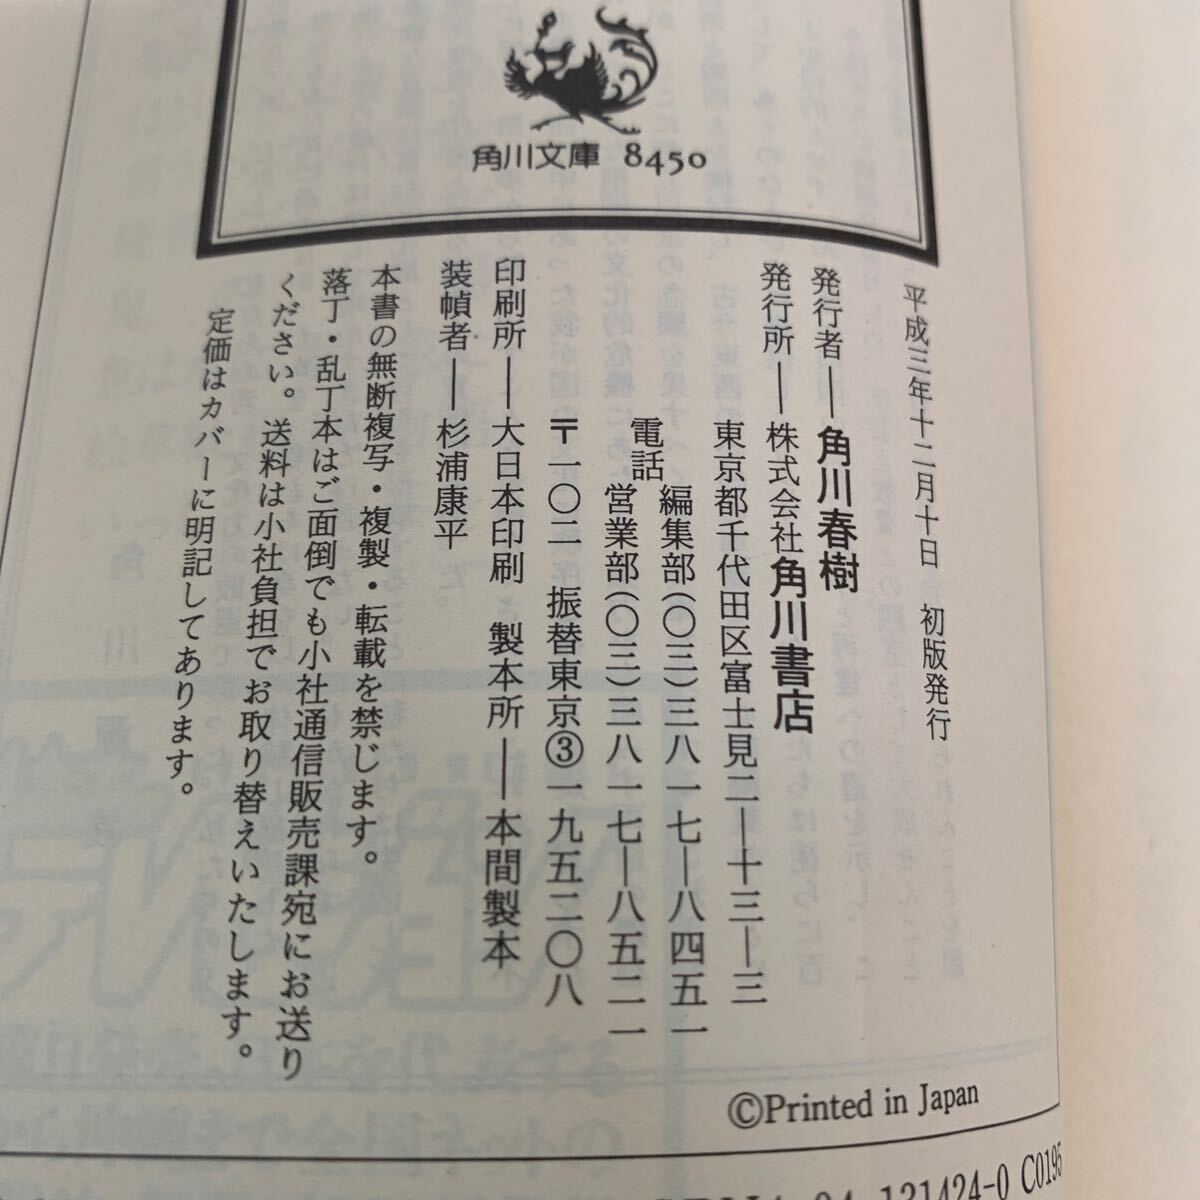 角川文庫 8450
平成三年十二月十日 初版発行
発行者―角川春樹
発行所―株式会社角川書店
東京都千代田区富士見二―十三―三
電話 編集部(〇三)三八一七―八四五一
営業部(〇三)三八一七―八五二一
〒一〇二 振替東京③一九五二〇八
印刷所―大日本印刷 製本所―本間製本
装幀者―杉浦康平
本書の無断複写・複製・転載を禁じます。
落丁・乱丁本はご面倒でも小社通信販売課宛にお送り
ください。送料は小社負担でお取り替えいたします。
定価はカバーに明記してあります。
©Printed in Japan
04-121424-0 C0195